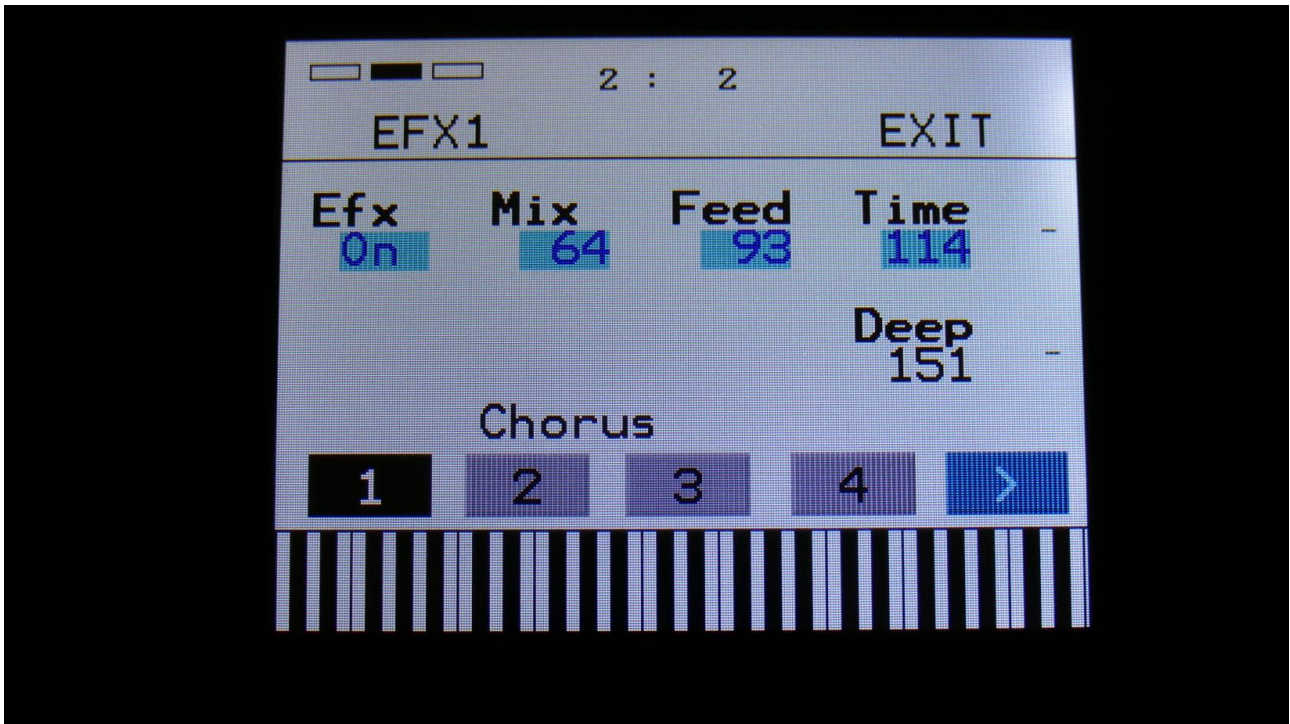 2 : 2
EFX1 EXIT
Efx Mix Feed Time -
On 64 93 114
Deep -
151
Chorus
1 2 3 4 >